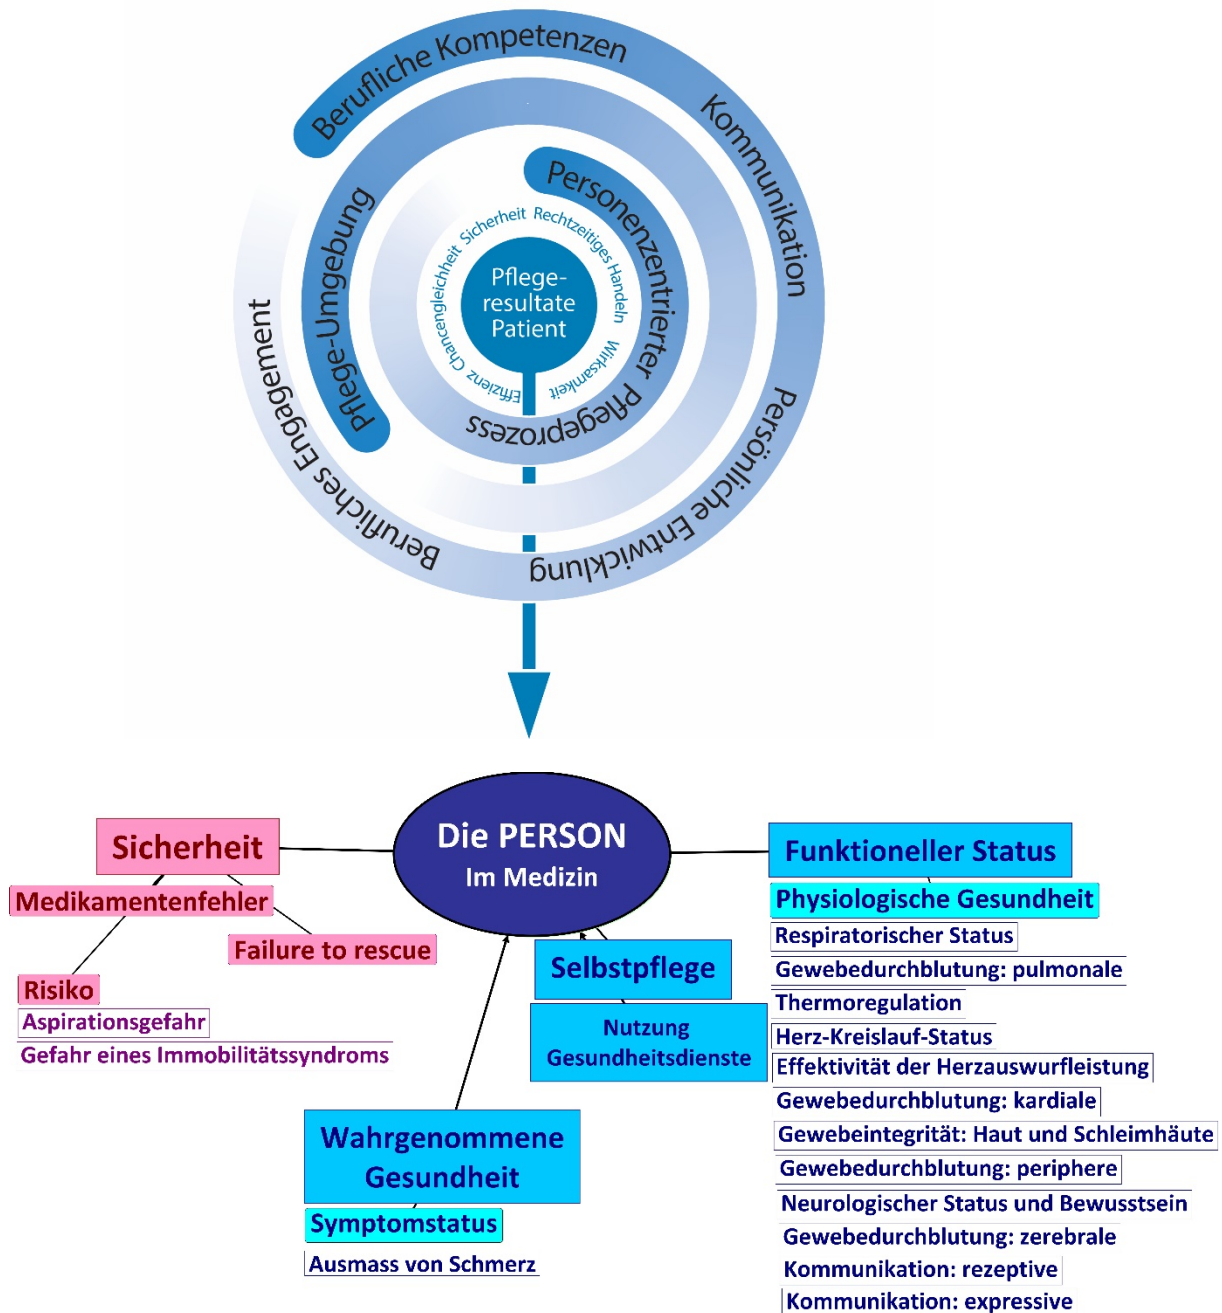 Berufliche Kompetenzen
Kommunikation
Persönliche Entwicklung
Berufliches Engagement
Pflege-Umgebung
Personenzentrierter Pflegeprozess
Sicherheit
Rechtzeitiges Handeln
Wirksamkeit
Effizienz
Chancengleichheit
Pflege-
resultate
Patient
Die PERSON
Im Medizin
Sicherheit
Medikamentenfehler
Failure to rescue
Risiko
Aspirationsgefahr
Gefahr eines Immobilitätssyndroms
Wahrgenommene
Gesundheit
Symptomstatus
Ausmass von Schmerz
Selbstpflege
Nutzung
Gesundheitsdienste
Funktioneller Status
Physiologische Gesundheit
Respiratorischer Status
Gewebedurchblutung: pulmonale
Thermoregulation
Herz-Kreislauf-Status
Effektivität der Herzauswurfleistung
Gewebedurchblutung: kardiale
Gewebeintegrität: Haut und Schleimhäute
Gewebedurchblutung: periphere
Neurologischer Status und Bewusstsein
Gewebedurchblutung: zerebrale
Kommunikation: rezeptive
Kommunikation: expressive